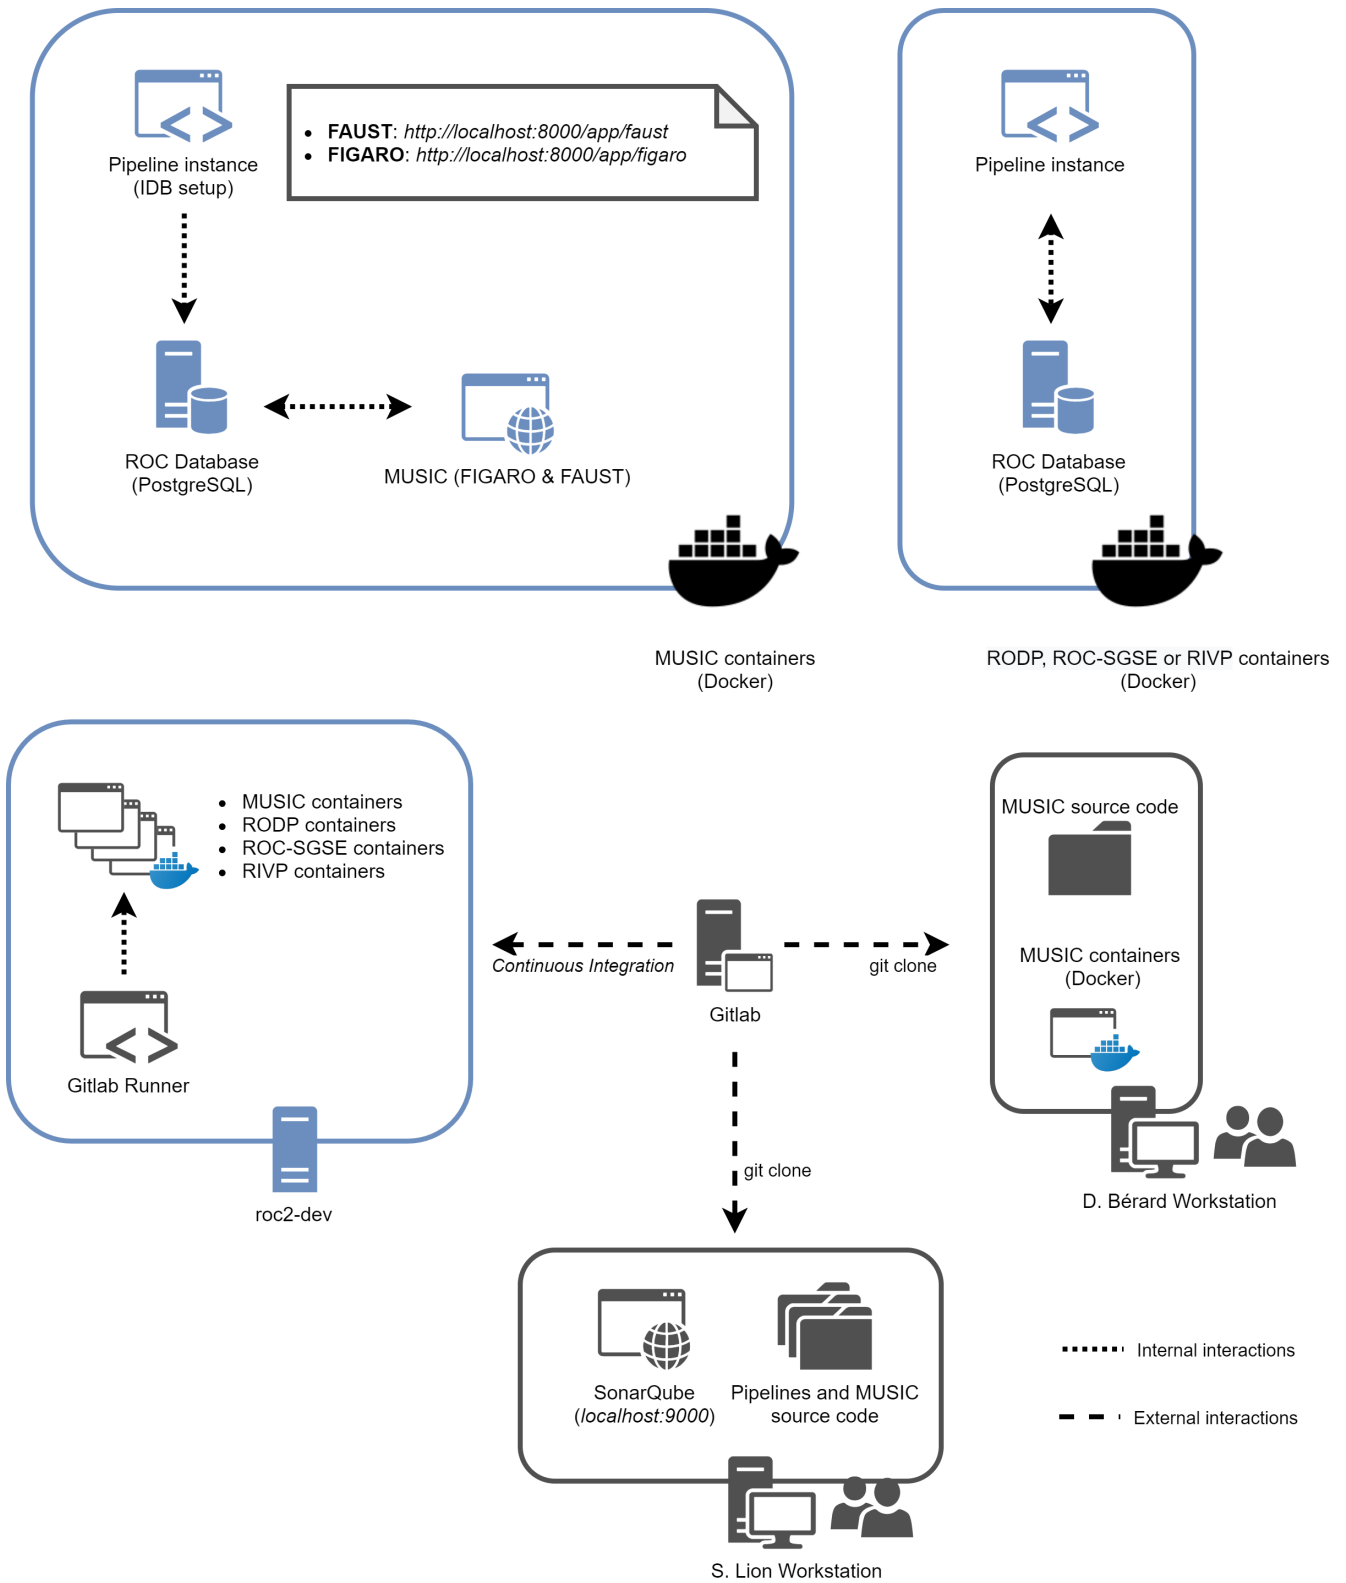 • FAUST: http://localhost:8000/app/faust
• FIGARO: http://localhost:8000/app/figaro
Pipeline instance
(IDB setup)
ROC Database
(PostgreSQL)
MUSIC (FIGARO & FAUST)
MUSIC containers
(Docker)
Pipeline instance
ROC Database
(PostgreSQL)
RODP, ROC-SGSE or RIVP containers
(Docker)
• MUSIC containers
• RODP containers
• ROC-SGSE containers
• RIVP containers
Gitlab Runner
roc2-dev
Continuous Integration
Gitlab
git clone
MUSIC source code
MUSIC containers
(Docker)
D. Bérard Workstation
git clone
SonarQube
(localhost:9000)
Pipelines and MUSIC
source code
S. Lion Workstation
Internal interactions
External interactions